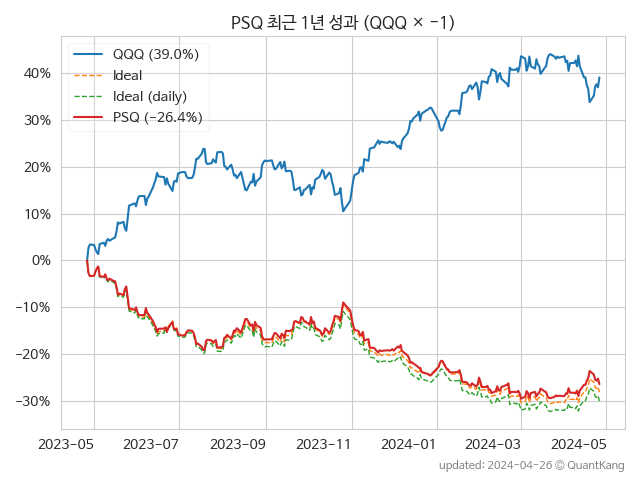 PSQ 최근 1년 성과 (QQQ × −1)
QQQ (39.0%)
Ideal
Ideal (daily)
PSQ (−26.4%)
40%
30%
20%
10%
0%
−10%
−20%
−30%
2023-05 2023-07 2023-09 2023-11 2024-01 2024-03 2024-05
updated: 2024-04-26 © QuantKang